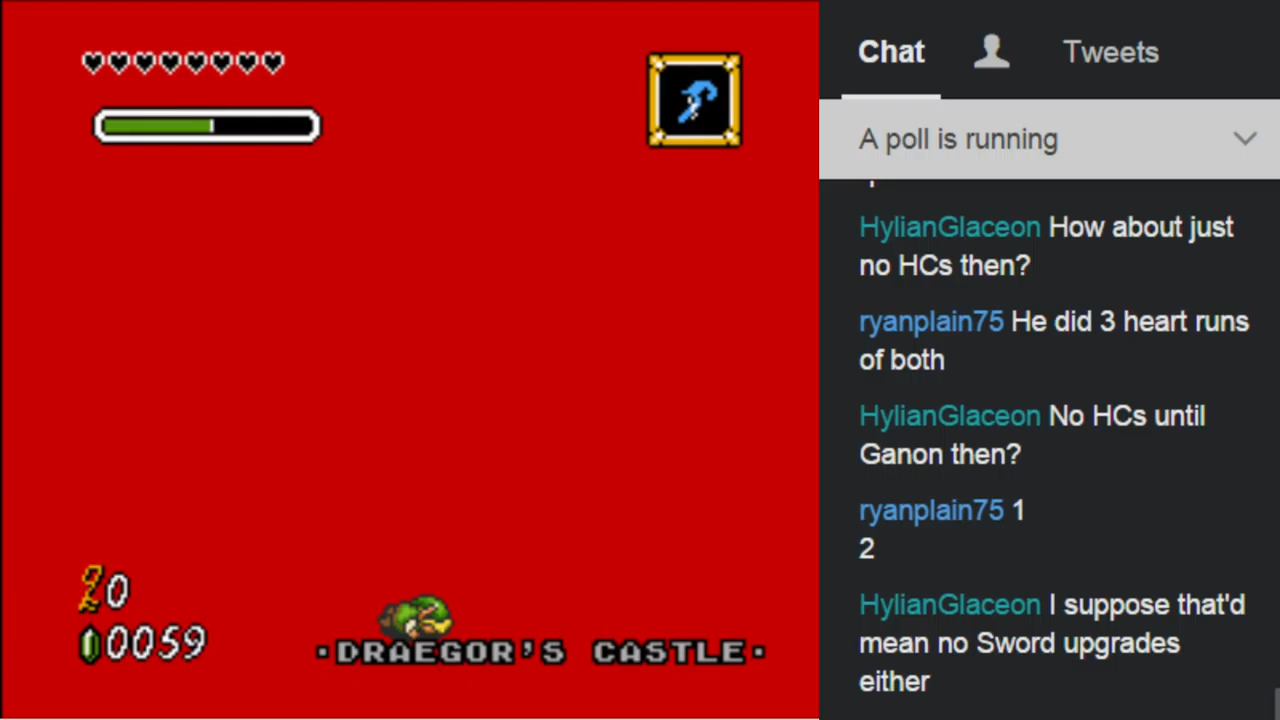 0
0059
·DRAEGOR'S CASTLE·
Chat
Tweets
A poll is running
HylianGlaceon How about just
no HCs then?
ryanplain75 He did 3 heart runs
of both
HylianGlaceon No HCs until
Ganon then?
ryanplain75 1
2
HylianGlaceon I suppose that'd
mean no Sword upgrades
either